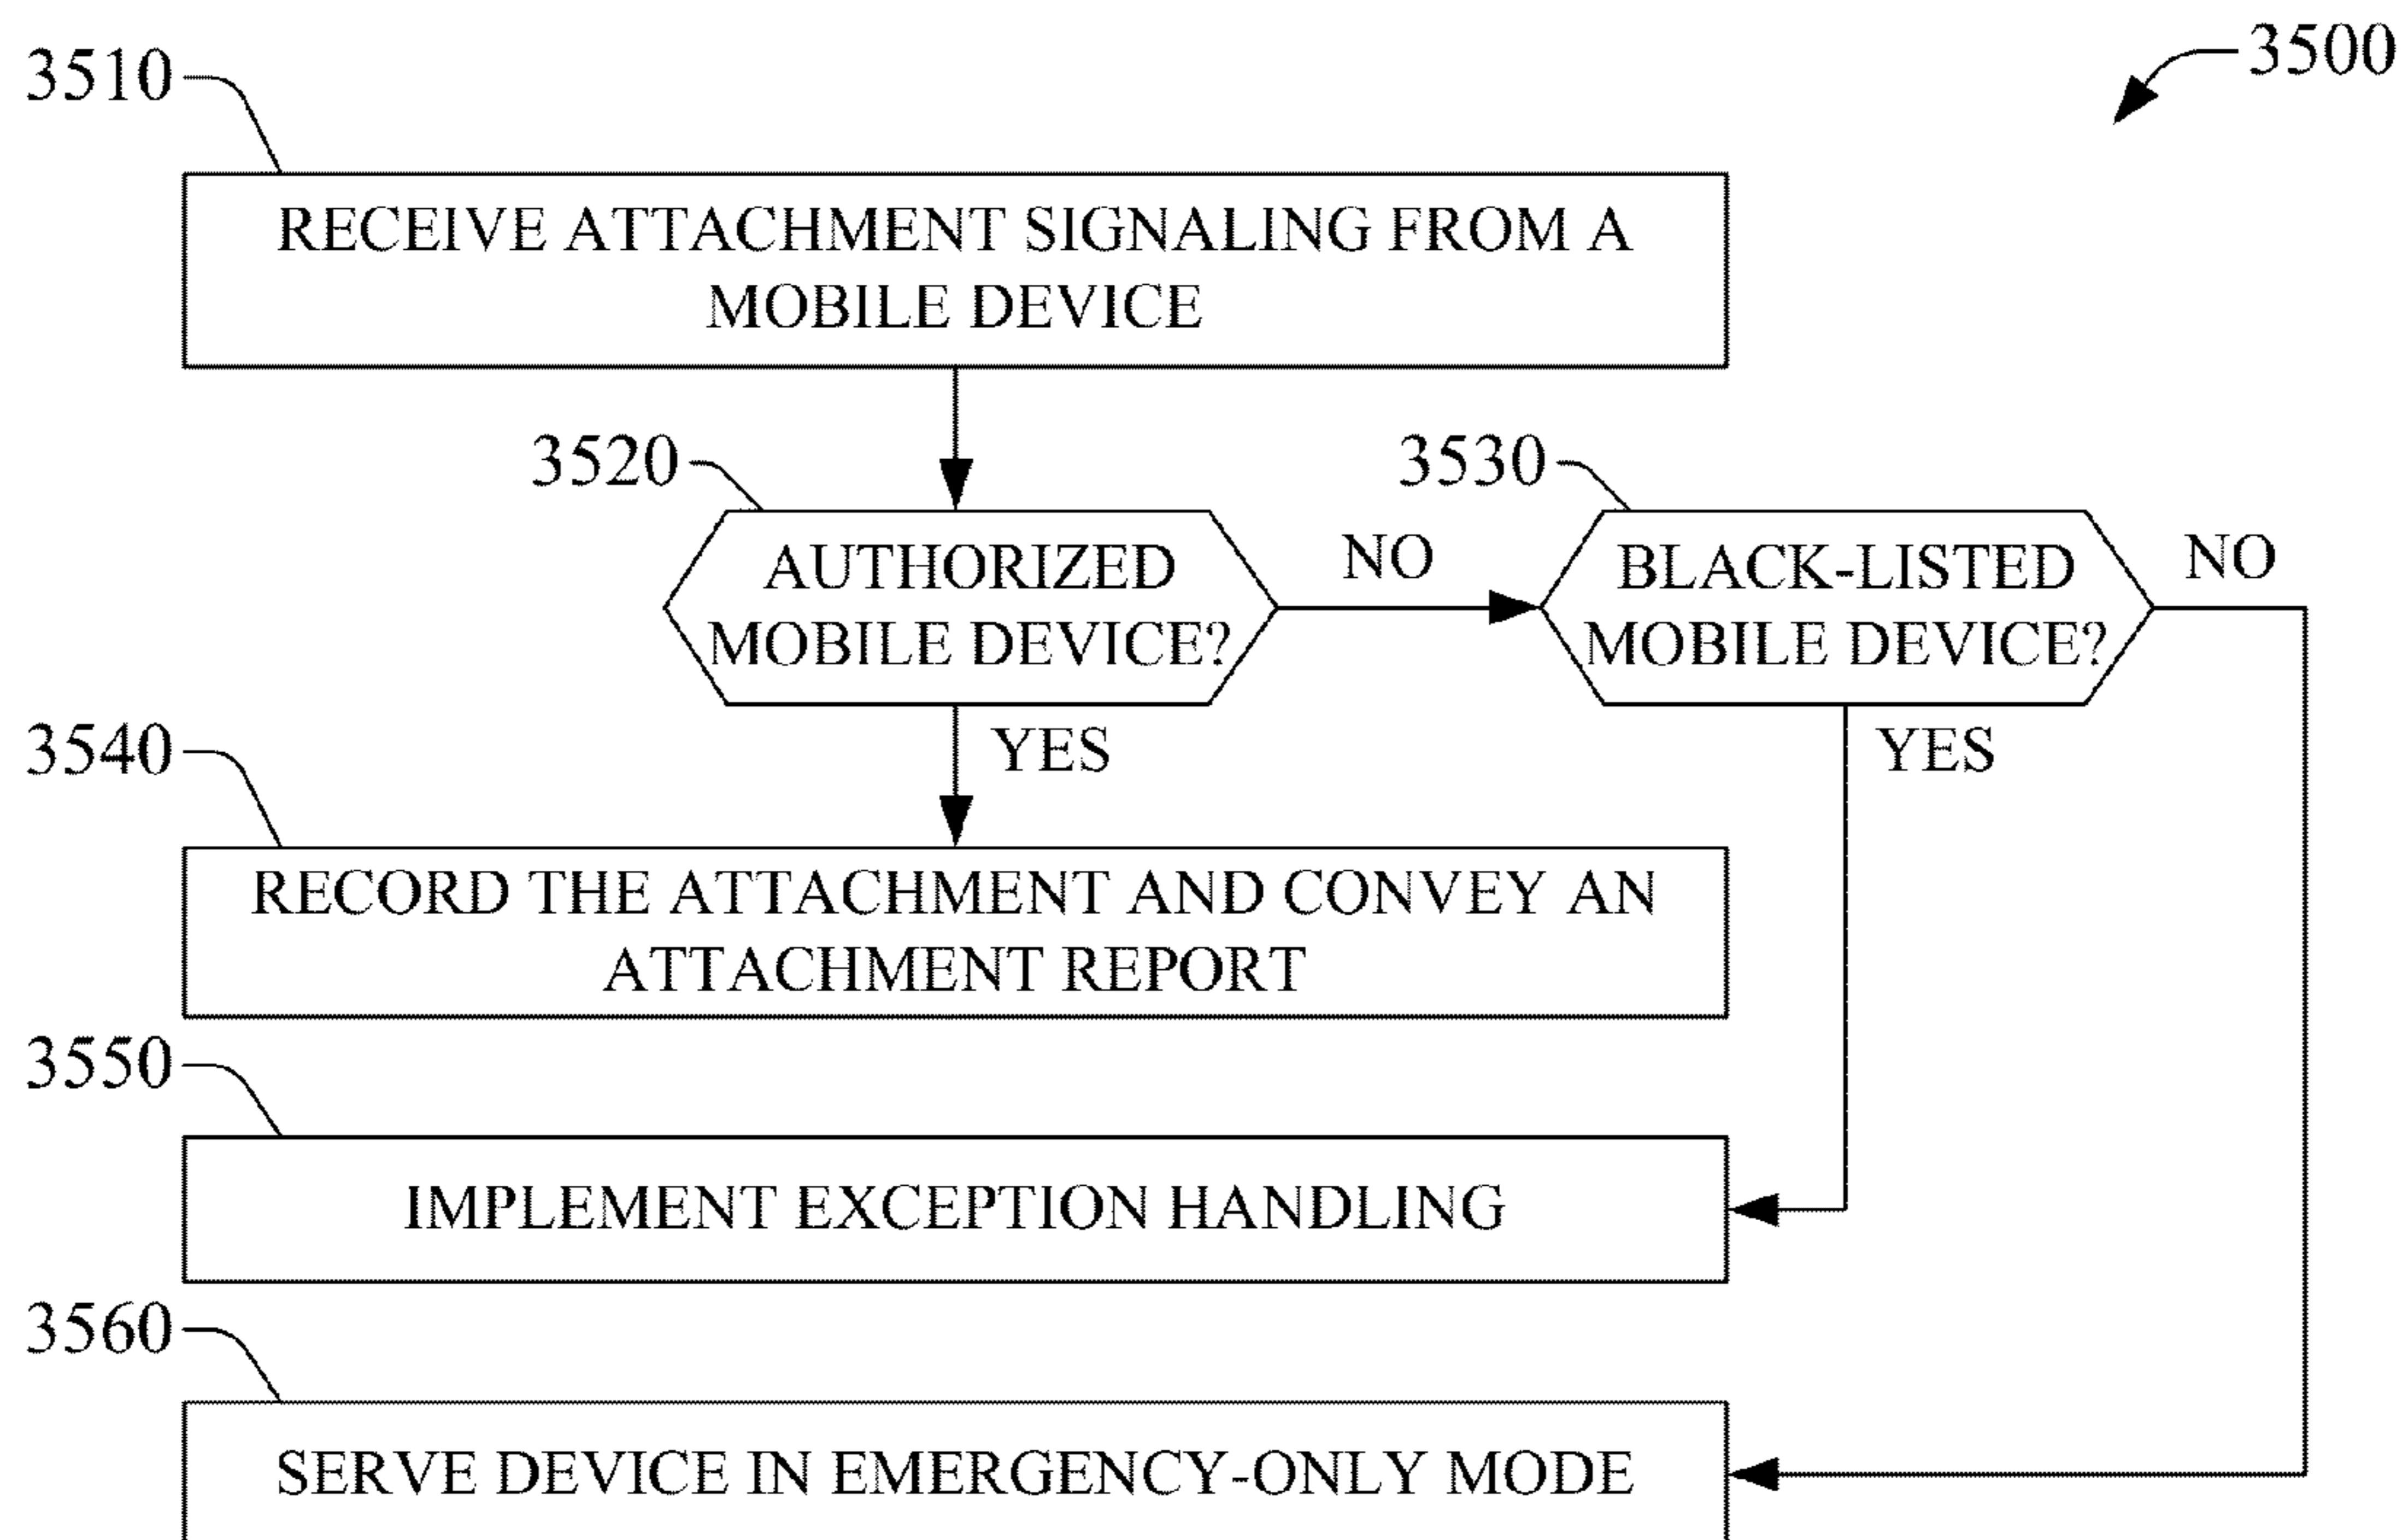 3500
3510
RECEIVE ATTACHMENT SIGNALING FROM A
MOBILE DEVICE
3520
AUTHORIZED
MOBILE DEVICE?
NO
3530
BLACK-LISTED
MOBILE DEVICE?
NO
YES
YES
3540
RECORD THE ATTACHMENT AND CONVEY AN
ATTACHMENT REPORT
3550
IMPLEMENT EXCEPTION HANDLING
3560
SERVE DEVICE IN EMERGENCY-ONLY MODE